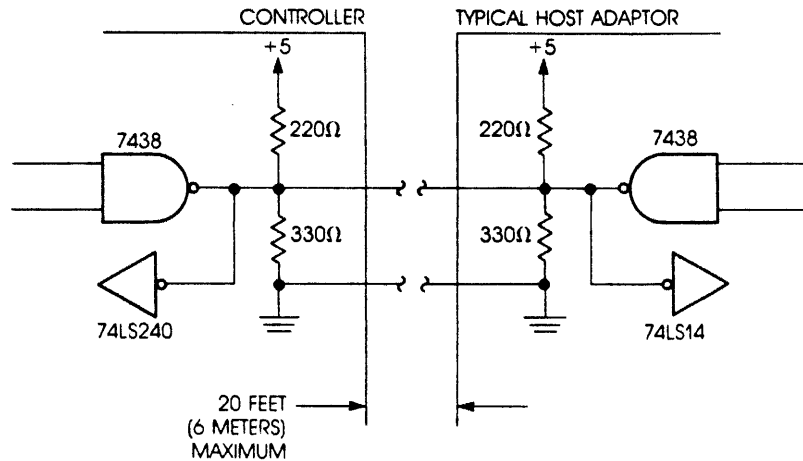 CONTROLLER
TYPICAL HOST ADAPTOR
+5
+5
7438
220Ω
220Ω
7438
330Ω
330Ω
74LS240
74LS14
20 FEET
(6 METERS)
MAXIMUM